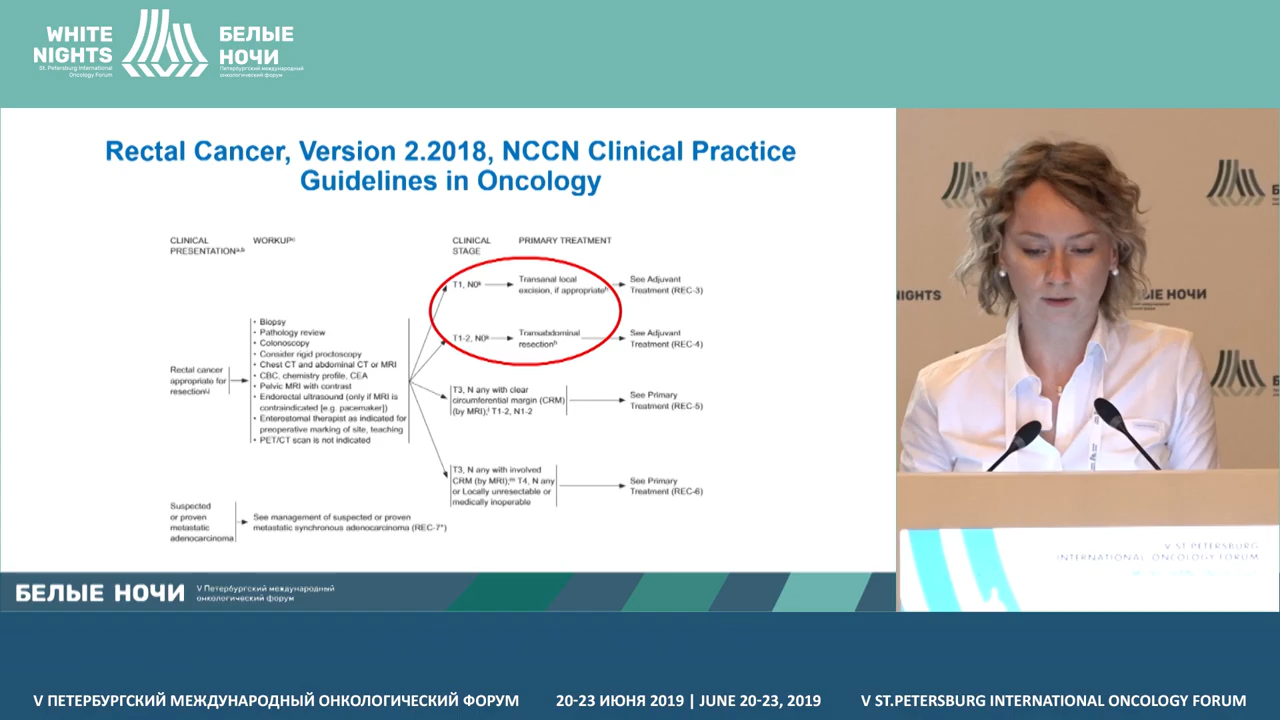 WHITE
NIGHTS
St. Petersburg International
Oncology Forum
БЕЛЫЕ
НОЧИ
Петербургский международный
онкологический форум
Rectal Cancer, Version 2.2018, NCCN Clinical Practice
Guidelines in Oncology
CLINICAL
PRESENTATIONa,b
WORKUPc
CLINICAL
STAGE
PRIMARY TREATMENT
Rectal cancer
appropriate for
resection
• Biopsy
• Pathology review
• Colonoscopy
• Consider rigid proctoscopy
• Chest CT and abdominal CT or MRI
• CBC, chemistry profile, CEA
• Pelvic MRI with contrast
• Endorectal ultrasound (only if MRI is
contraindicated [e.g. pacemaker])
• Enterostomal therapist as indicated for
preoperative marking of site, teaching
• PET/CT scan is not indicated
T1, N0
Transanal local
excision, if appropriate
See Adjuvant
Treatment (REC-3)
T1-2, N0
Transabdominal
resection
See Adjuvant
Treatment (REC-4)
T3, N any with clear
circumferential margin (CRM)
(by MRI); T1-2, N1-2
See Primary
Treatment (REC-5)
T3, N any with involved
CRM (by MRI); T4, N any
or Locally unresectable or
medically inoperable
See Primary
Treatment (REC-6)
Suspected
or proven
metastatic
adenocarcinoma
See management of suspected or proven
metastatic synchronous adenocarcinoma (REC-7*)
БЕЛЫЕ НОЧИ
V Петербургский международный
онкологический форум
NIGHTS
ЛЫЕ НОЧИ
V ST.PETERSBURG
INTERNATIONAL ONCOLOGY FORUM
V ПЕТЕРБУРГСКИЙ МЕЖДУНАРОДНЫЙ ОНКОЛОГИЧЕСКИЙ ФОРУМ
20-23 ИЮНЯ 2019 | JUNE 20-23, 2019
V ST.PETERSBURG INTERNATIONAL ONCOLOGY FORUM